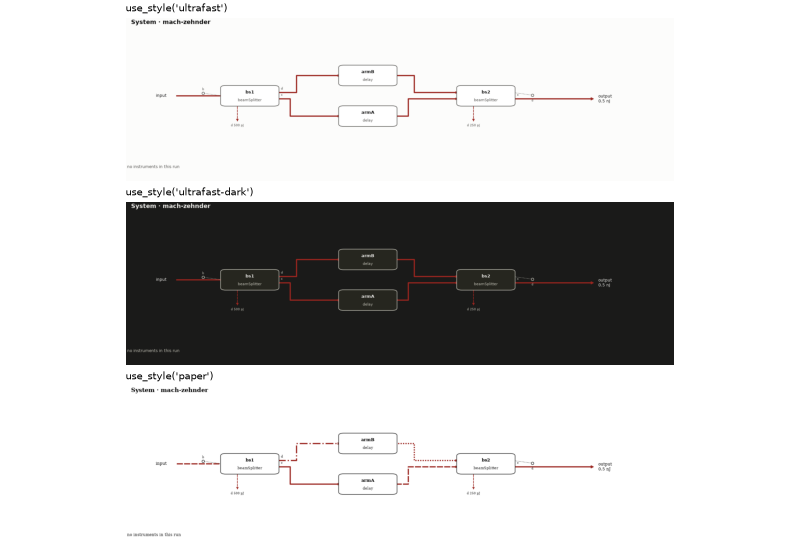 use_style('ultrafast')
System · mach-zehnder
armB
delay
input
bs1
beamSplitter
bs2
beamSplitter
output
0.5 nJ
armA
delay
no instruments in this run
use_style('ultrafast-dark')
System · mach-zehnder
armB
delay
input
bs1
beamSplitter
bs2
beamSplitter
output
0.5 nJ
armA
delay
no instruments in this run
use_style('paper')
System · mach-zehnder
armB
delay
input
bs1
beamSplitter
bs2
beamSplitter
output
0.5 nJ
armA
delay
no instruments in this run